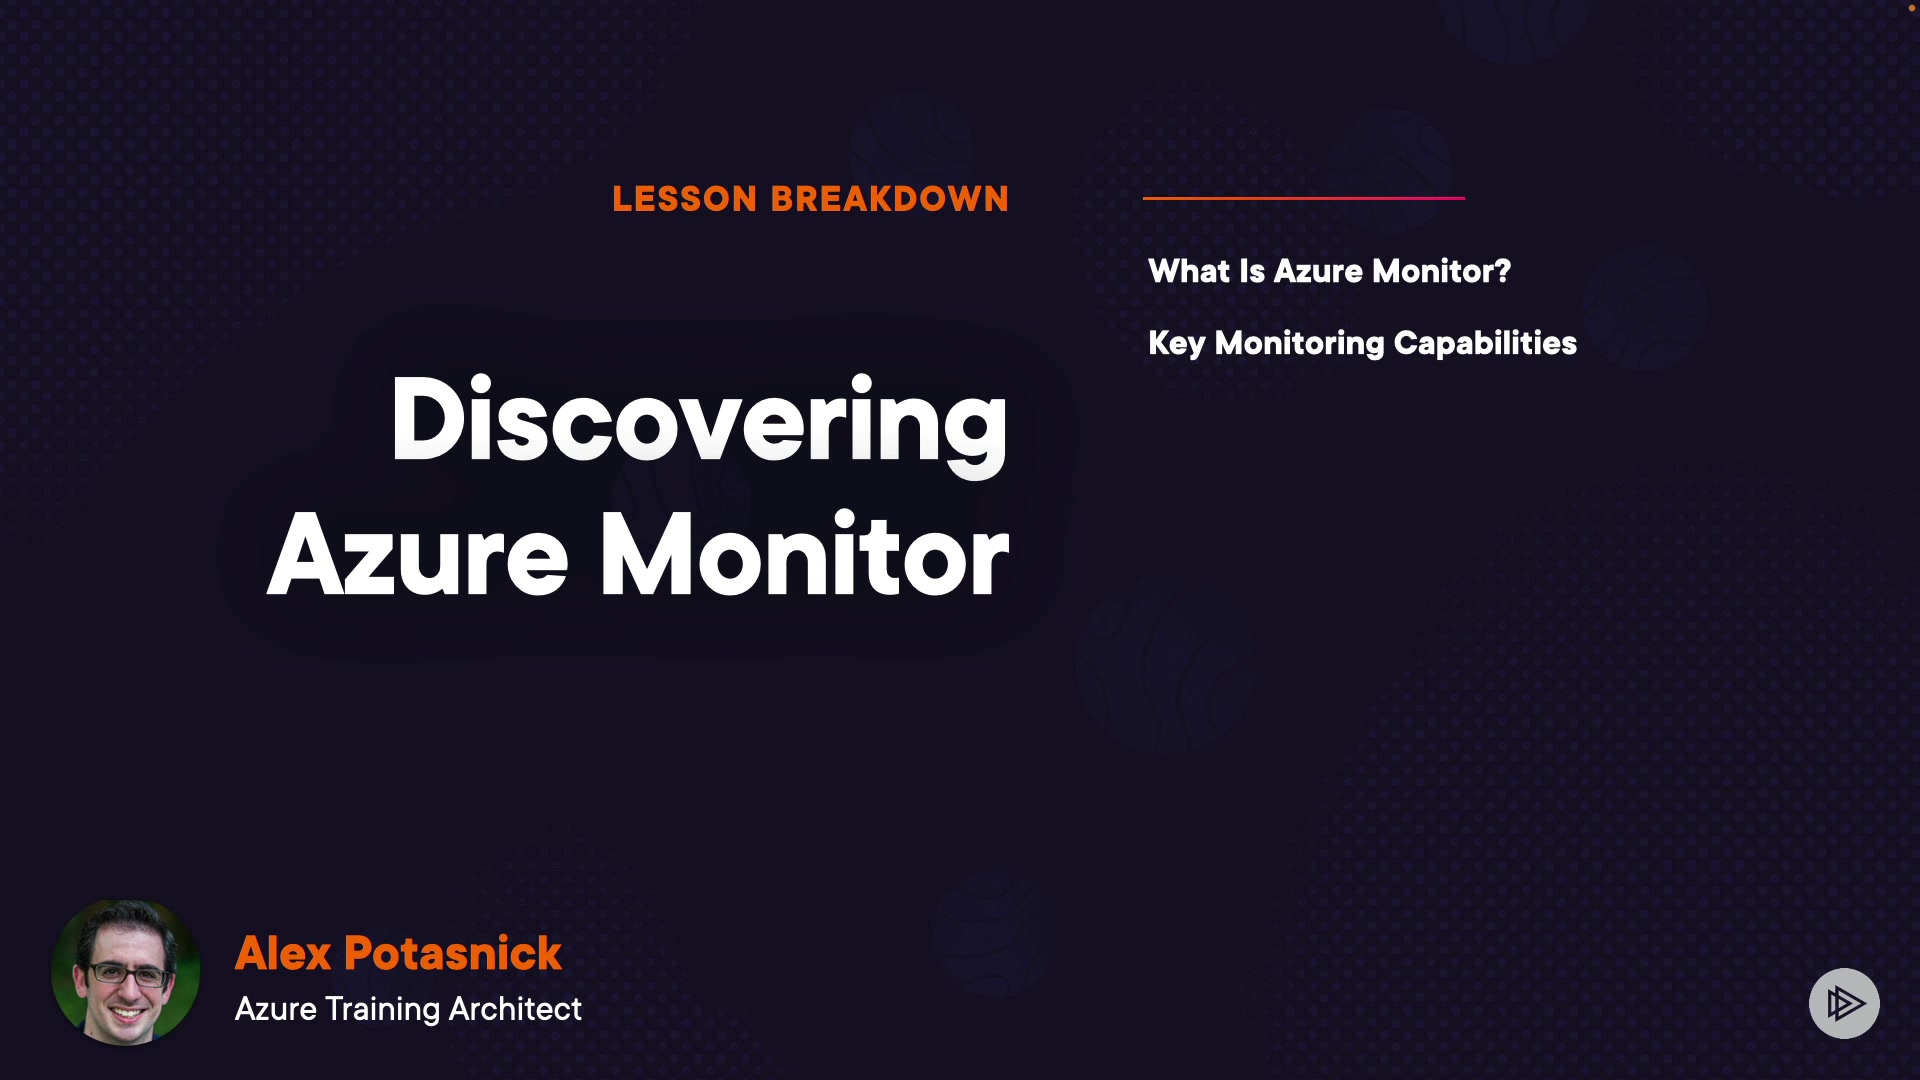 LESSON BREAKDOWN
Discovering
Azure Monitor
What Is Azure Monitor?
Key Monitoring Capabilities
Alex Potasnick
Azure Training Architect